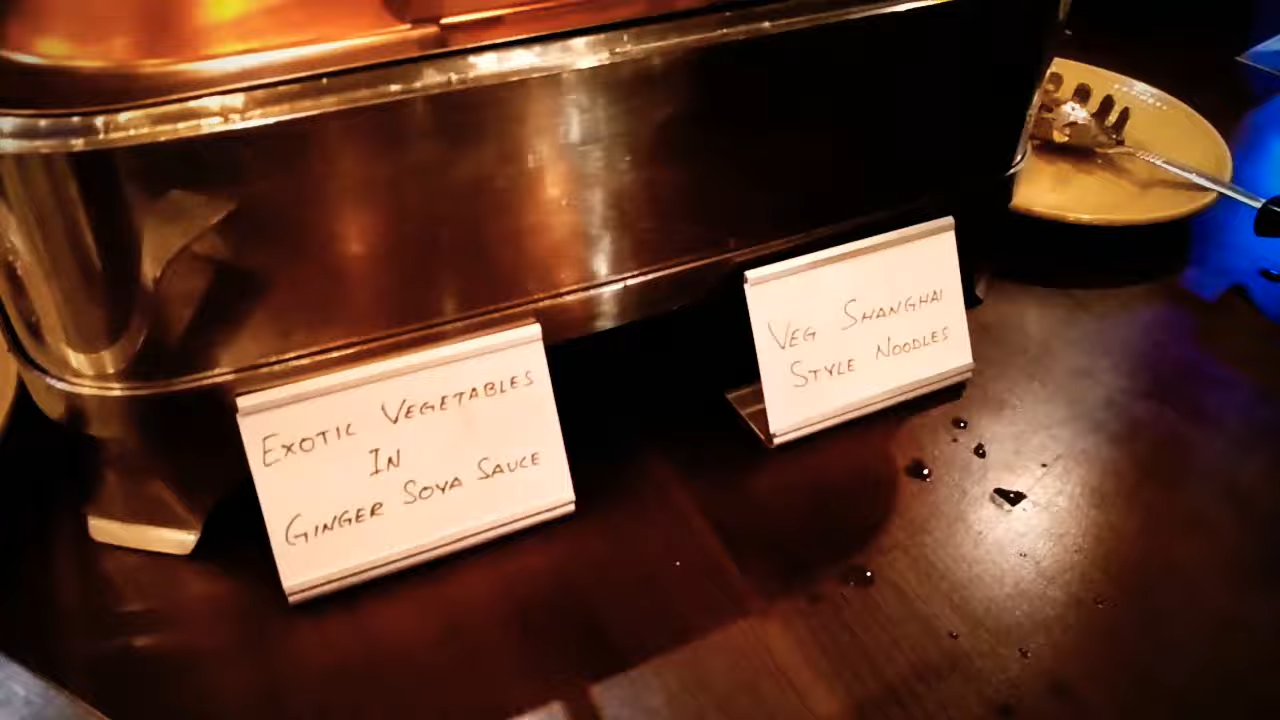 Exotic Vegetables
In
Ginger Soya Sauce
Veg Shanghai
Style Noodles